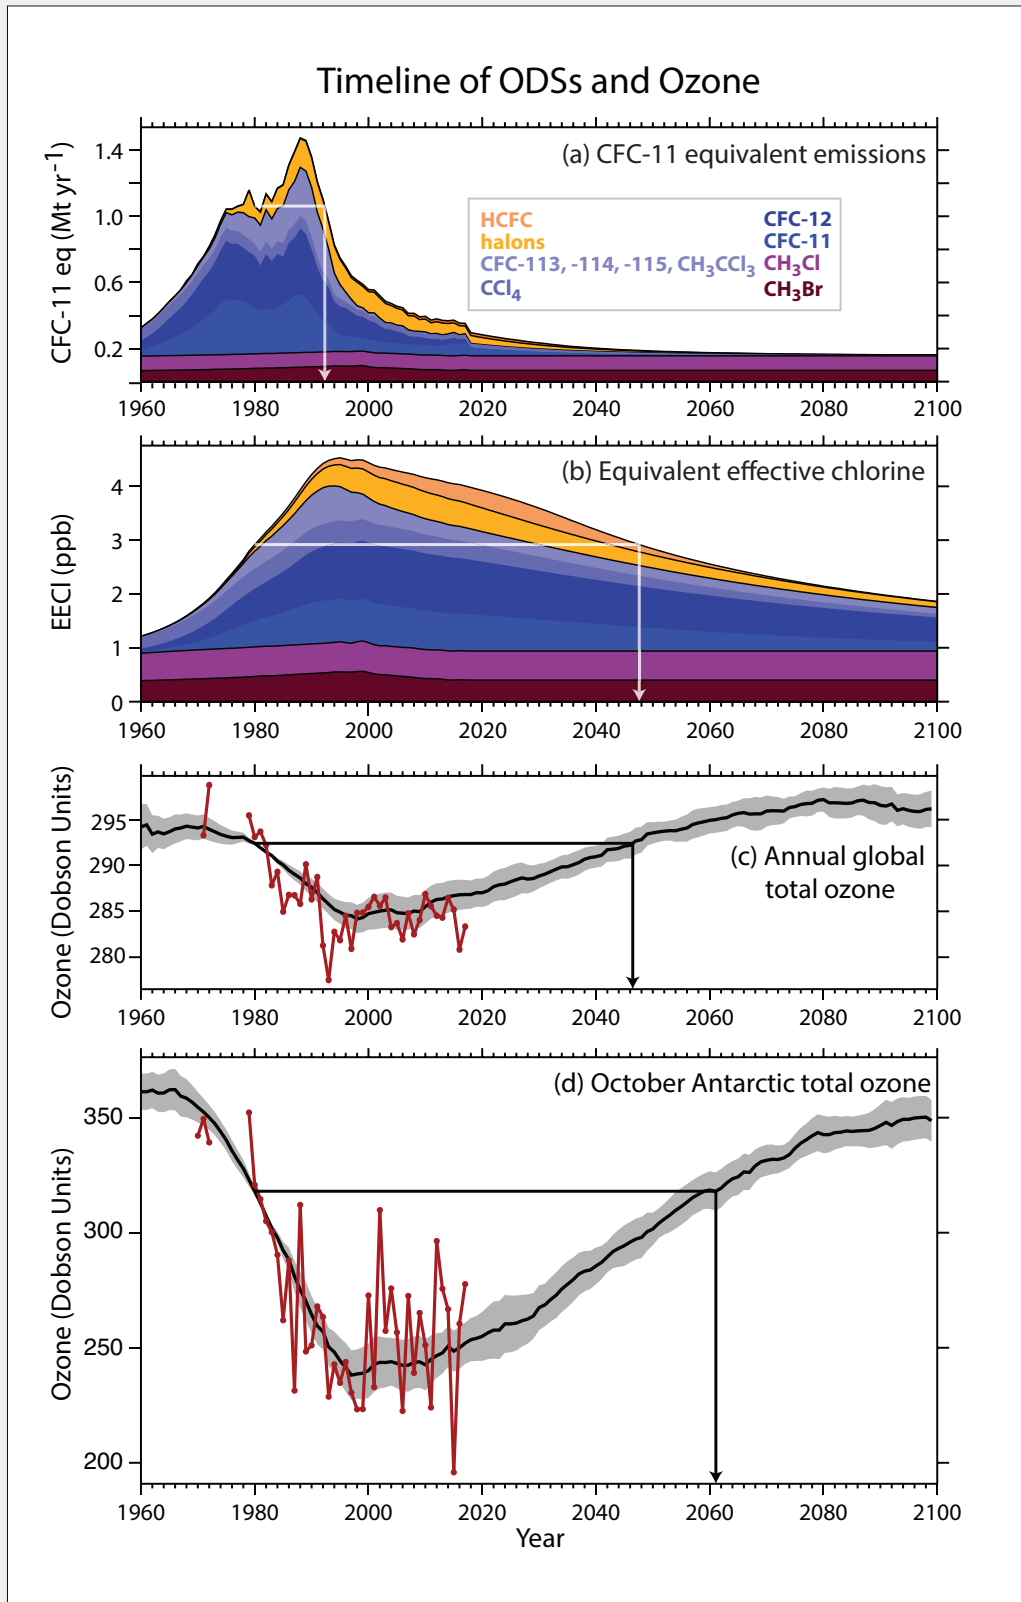 Timeline of ODSs and Ozone
(a) CFC-11 equivalent emissions
CFC-11 eq (Mt yr⁻¹)
1.4
1.0
0.6
0.2
HCFC
halons
CFC-113, -114, -115, CH₃CCl₃
CCl₄
CFC-12
CFC-11
CH₃Cl
CH₃Br
1960 1980 2000 2020 2040 2060 2080 2100
(b) Equivalent effective chlorine
EECl (ppb)
4
3
2
1
0
1960 1980 2000 2020 2040 2060 2080 2100
Ozone (Dobson Units)
295
290
285
280
(c) Annual global
total ozone
1960 1980 2000 2020 2040 2060 2080 2100
(d) October Antarctic total ozone
Ozone (Dobson Units)
350
300
250
200
1960 1980 2000 2020 2040 2060 2080 2100
Year